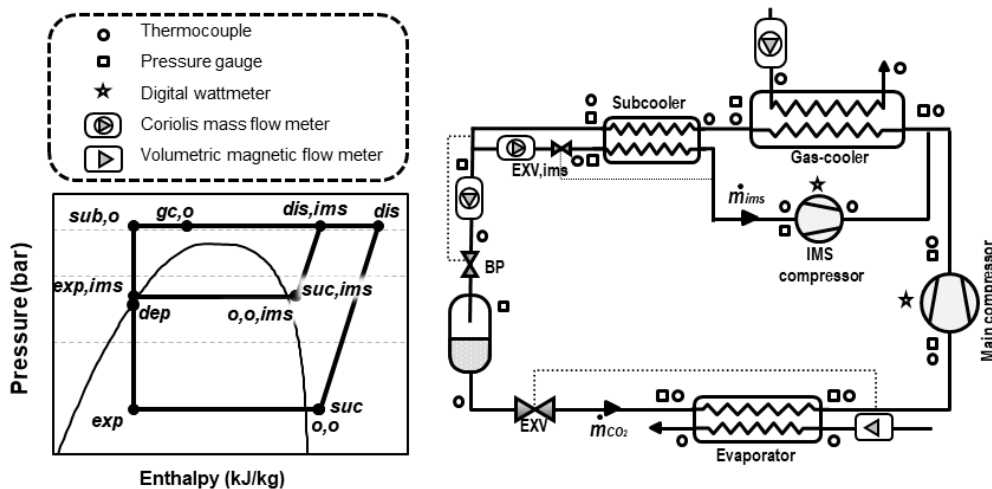 Thermocouple
Pressure gauge
Digital wattmeter
Coriolis mass flow meter
Volumetric magnetic flow meter
Pressure (bar)
sub,o
gc,o
dis,ims
dis
exp,ims
suc,ims
dep
o,o,ims
exp
suc
o,o
Enthalpy (kJ/kg)
Subcooler
Gas-cooler
EXV,ims
ṁims
IMS
compressor
BP
Main compressor
EXV
ṁCO₂
Evaporator